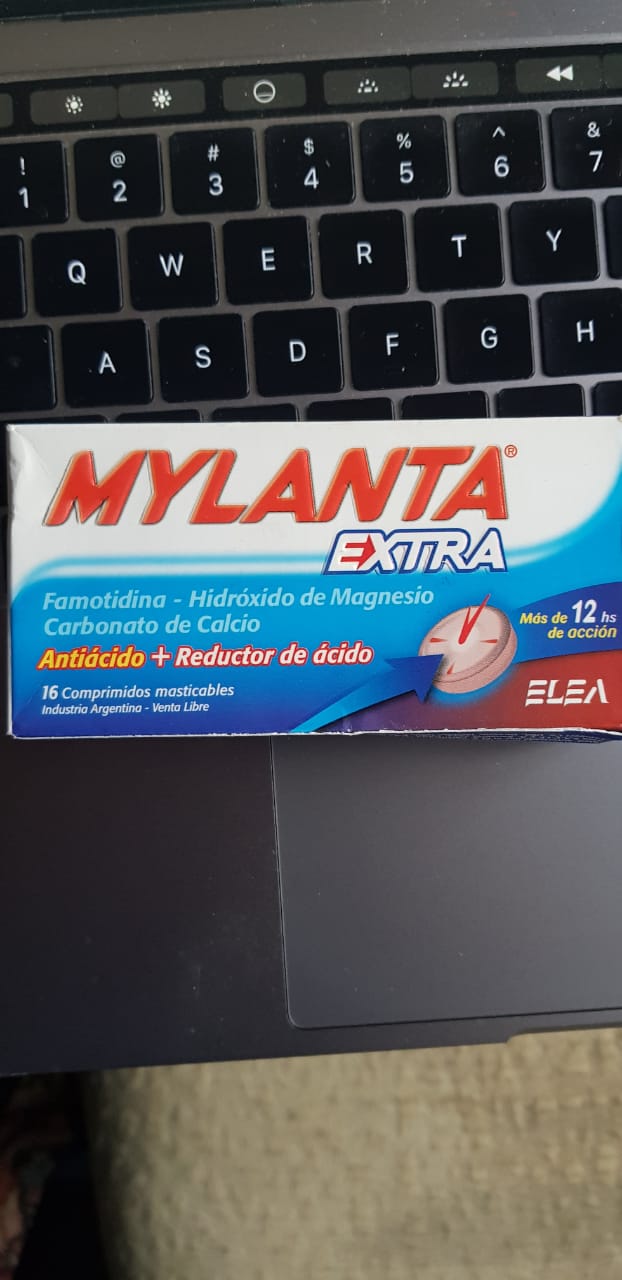 ! @ # $ % ^ &
1 2 3 4 5 6 7
Q W E R T Y
A S D F G H
MYLANTA®
EXTRA
Famotidina - Hidróxido de Magnesio
Carbonato de Calcio
Antiácido + Reductor de ácido
16 Comprimidos masticables
Industria Argentina - Venta Libre
Más de 12 hs
de acción
ELEA